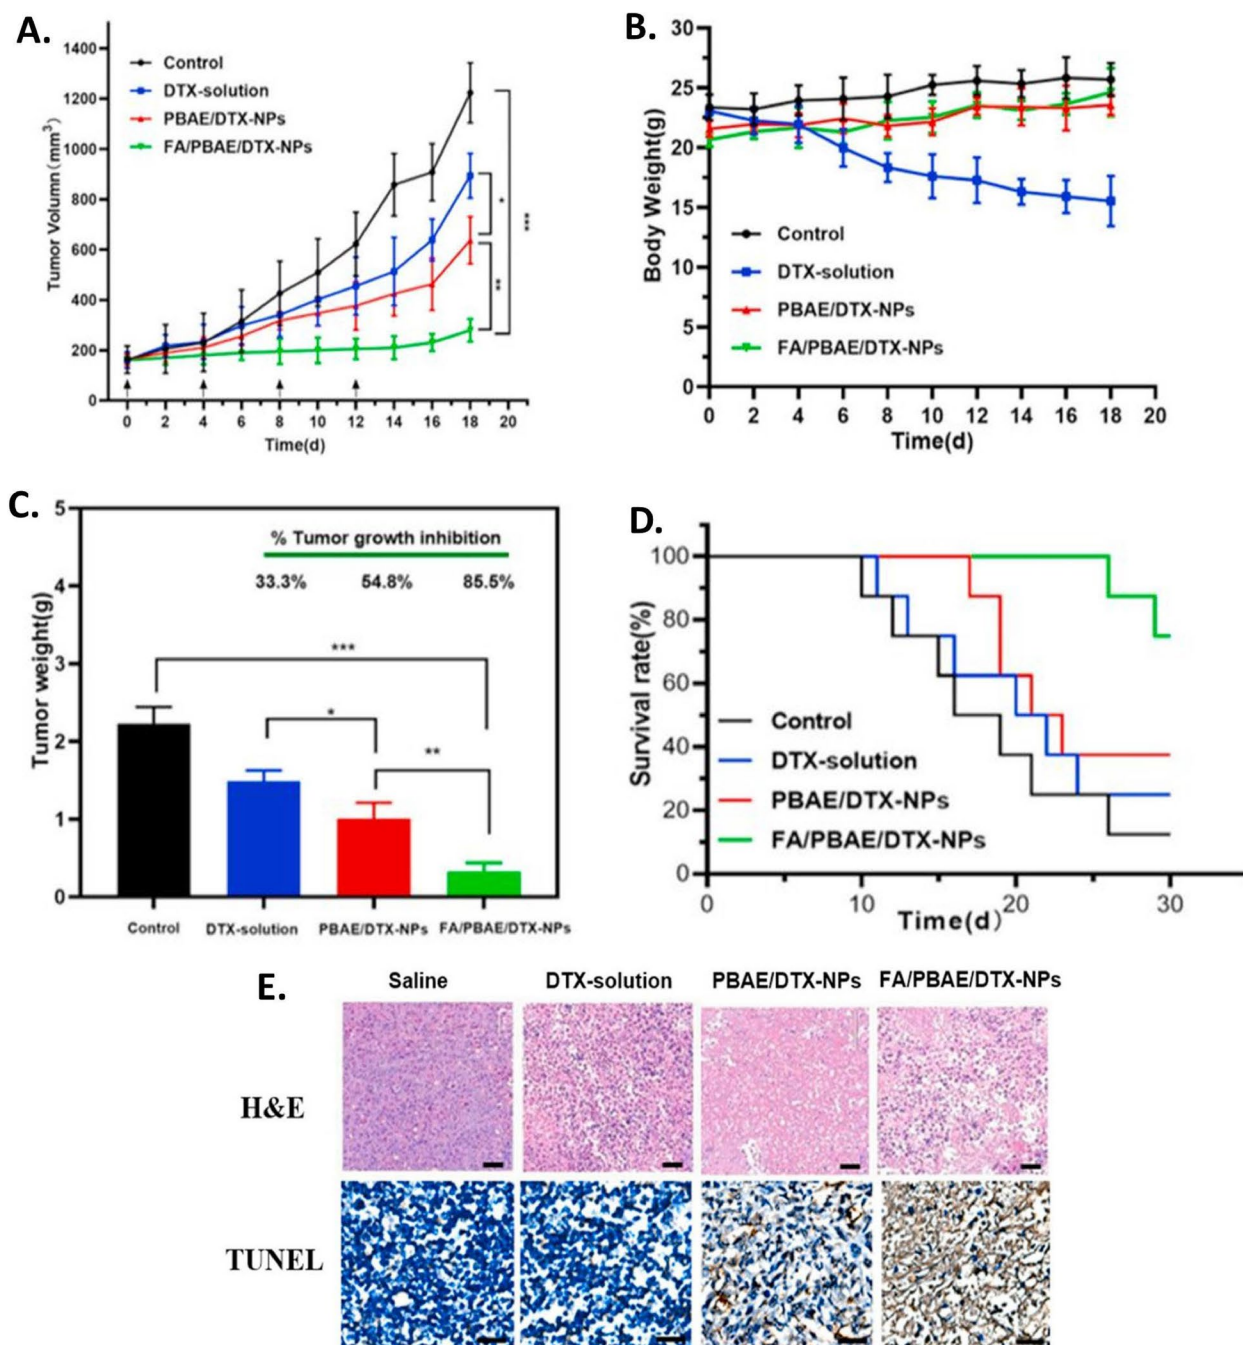 A.
Tumor Volumn(mm³)
1400
1200
1000
800
600
400
200
0
Control
DTX-solution
PBAE/DTX-NPs
FA/PBAE/DTX-NPs
*
**
***
0 2 4 6 8 10 12 14 16 18 20
Time(d)
B.
Body Weight(g)
30
25
20
15
10
5
0
Control
DTX-solution
PBAE/DTX-NPs
FA/PBAE/DTX-NPs
0 2 4 6 8 10 12 14 16 18 20
Time(d)
C.
Tumor weight(g)
5
4
3
2
1
0
% Tumor growth inhibition
33.3% 54.8% 85.5%
***
*
**
Control DTX-solution PBAE/DTX-NPs FA/PBAE/DTX-NPs
D.
Survival rate(%)
100
80
60
40
20
0
Control
DTX-solution
PBAE/DTX-NPs
FA/PBAE/DTX-NPs
0 10 20 30
Time(d)
E.
Saline DTX-solution PBAE/DTX-NPs FA/PBAE/DTX-NPs
H&E
TUNEL